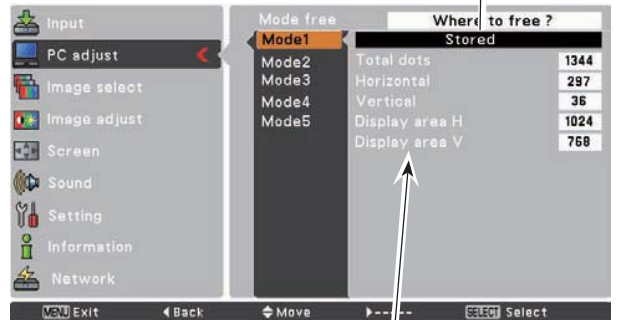 Input
PC adjust
Image select
Image adjust
Screen
Sound
Setting
Information
Network
Mode free
Where to free ?
Mode1
Mode2
Mode3
Mode4
Mode5
Stored
Total dots 1344
Horizontal 297
Vertical 36
Display area H 1024
Display area V 768
MENU Exit Back Move ----- SELECT Select